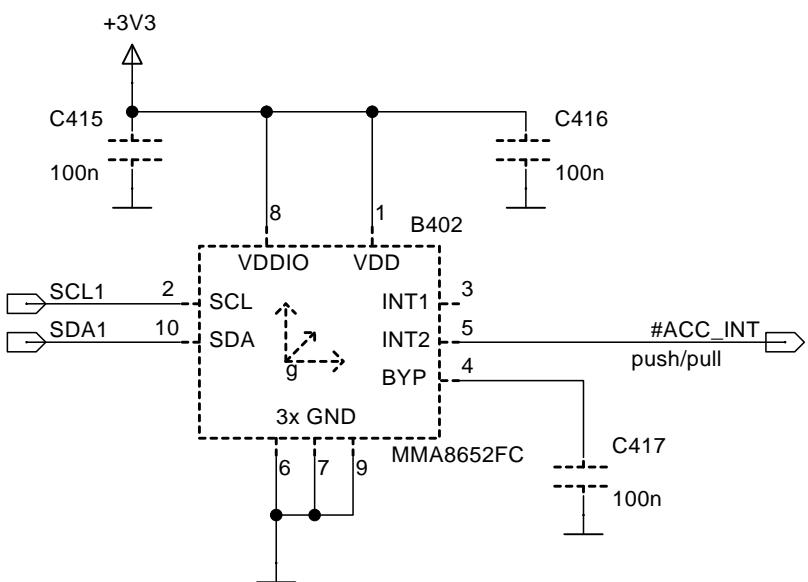 +3V3
C415
100n
C416
100n
8
1
B402
VDDIO
VDD
SCL1
2
SCL
INT1
3
SDA1
10
SDA
INT2
5
#ACC_INT
push/pull
g
BYP
4
3x GND
MMA8652FC
6
7
9
C417
100n